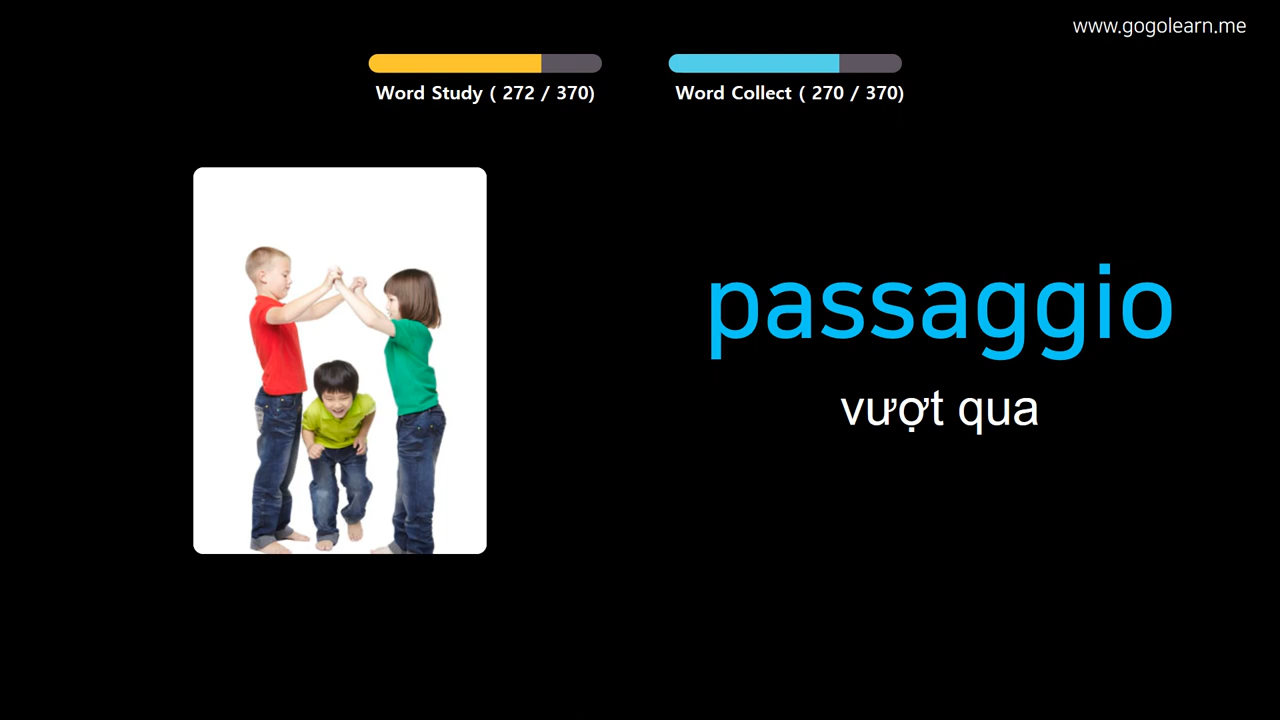 www.gogolearn.me
Word Study ( 272 / 370)
Word Collect ( 270 / 370)
passaggio
vượt qua